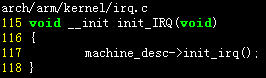 arch/arm/kernel/irq.c
115 void __init init_IRQ(void)
116 {
117         machine_desc->init_irq();
118 }